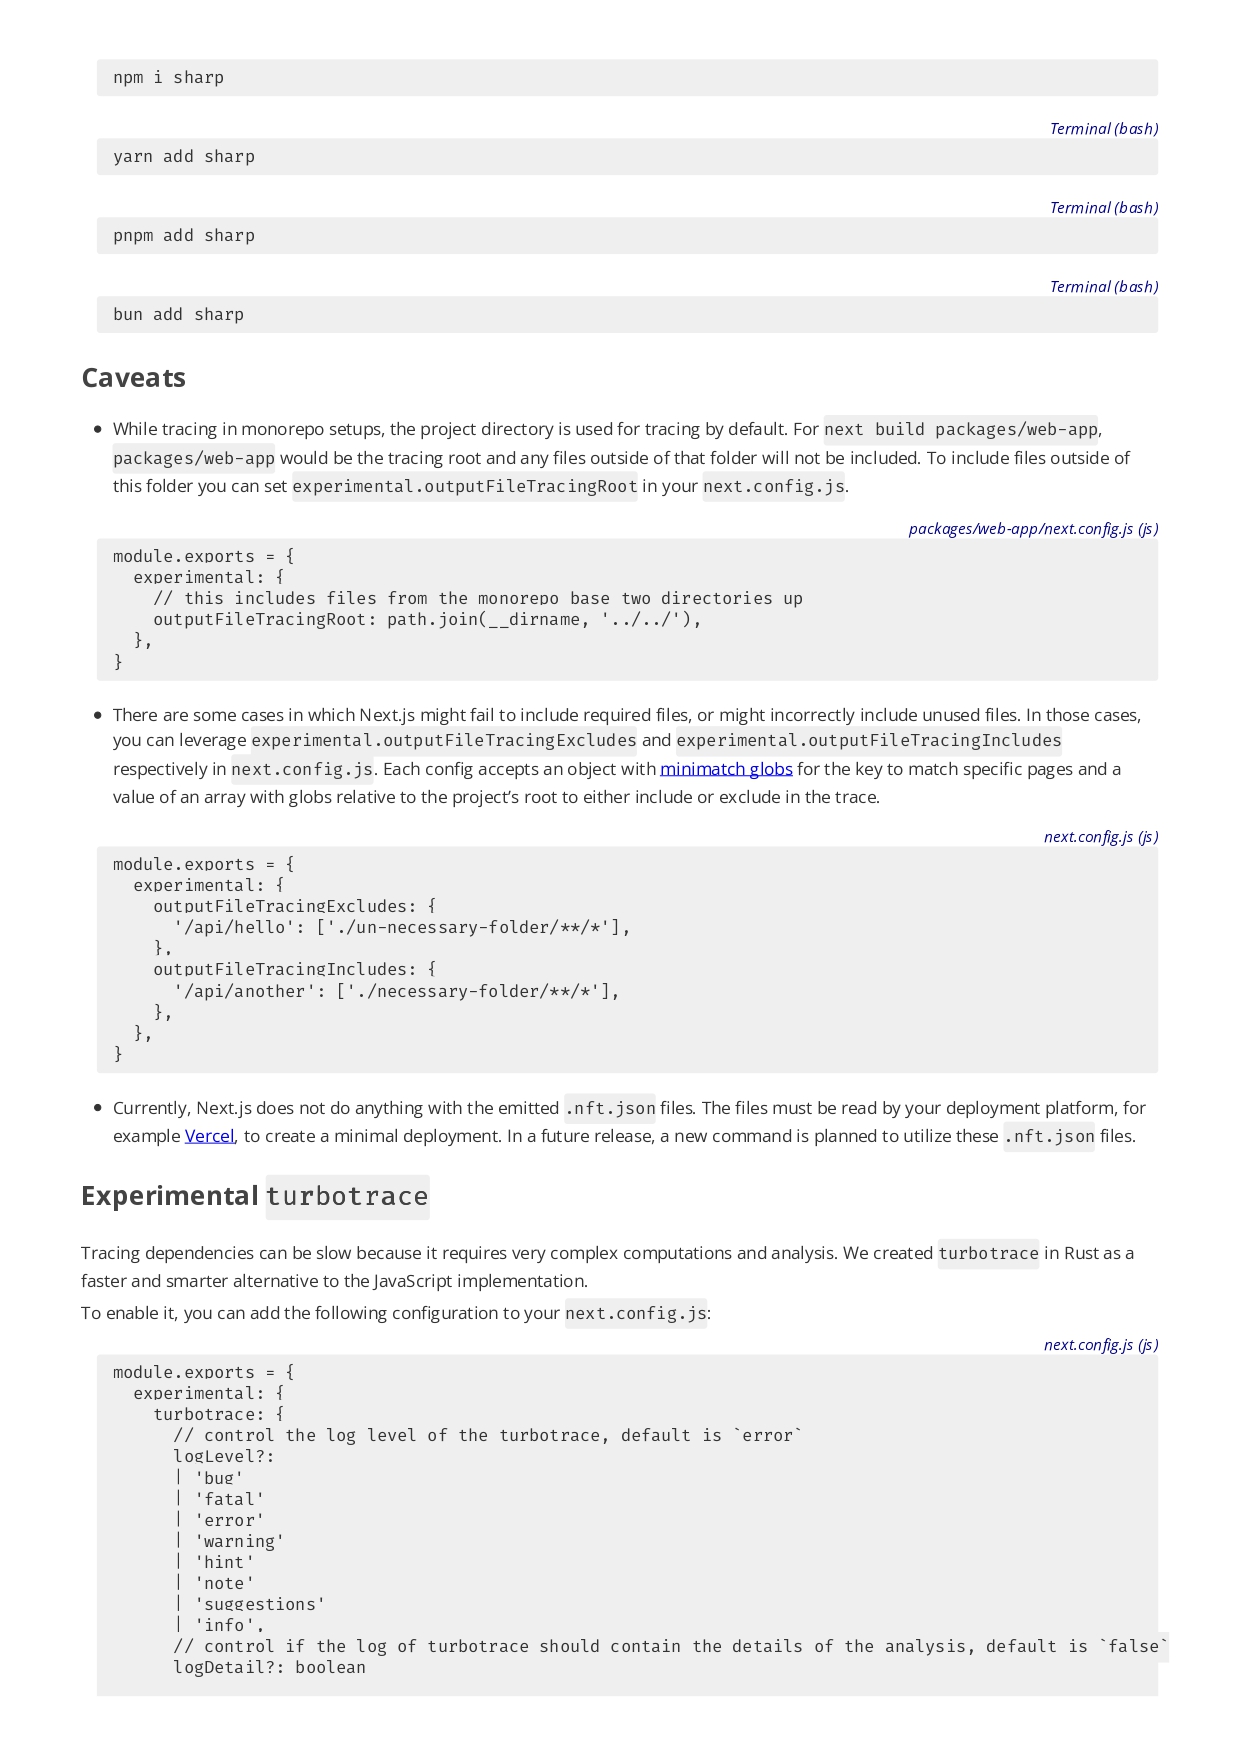 npm i sharp
Terminal (bash)
yarn add sharp
Terminal (bash)
pnpm add sharp
Terminal (bash)
bun add sharp
Caveats
• While tracing in monorepo setups, the project directory is used for tracing by default. For next build packages/web-app,
packages/web-app would be the tracing root and any files outside of that folder will not be included. To include files outside of
this folder you can set experimental.outputFileTracingRoot in your next.config.js.
packages/web-app/next.config.js (js)
module.exports = {
  experimental: {
    // this includes files from the monorepo base two directories up
    outputFileTracingRoot: path.join(__dirname, '../../'),
  },
}
• There are some cases in which Next.js might fail to include required files, or might incorrectly include unused files. In those cases,
you can leverage experimental.outputFileTracingExcludes and experimental.outputFileTracingIncludes
respectively in next.config.js. Each config accepts an object with minimatch globs for the key to match specific pages and a
value of an array with globs relative to the project’s root to either include or exclude in the trace.
next.config.js (js)
module.exports = {
  experimental: {
    outputFileTracingExcludes: {
      '/api/hello': ['./un-necessary-folder/**/*'],
    },
    outputFileTracingIncludes: {
      '/api/another': ['./necessary-folder/**/*'],
    },
  },
}
• Currently, Next.js does not do anything with the emitted .nft.json files. The files must be read by your deployment platform, for
example Vercel, to create a minimal deployment. In a future release, a new command is planned to utilize these .nft.json files.
Experimental turbotrace
Tracing dependencies can be slow because it requires very complex computations and analysis. We created turbotrace in Rust as a
faster and smarter alternative to the JavaScript implementation.
To enable it, you can add the following configuration to your next.config.js:
next.config.js (js)
module.exports = {
  experimental: {
    turbotrace: {
      // control the log level of the turbotrace, default is `error`
      logLevel?:
      | 'bug'
      | 'fatal'
      | 'error'
      | 'warning'
      | 'hint'
      | 'note'
      | 'suggestions'
      | 'info',
      // control if the log of turbotrace should contain the details of the analysis, default is `false`
      logDetail?: boolean